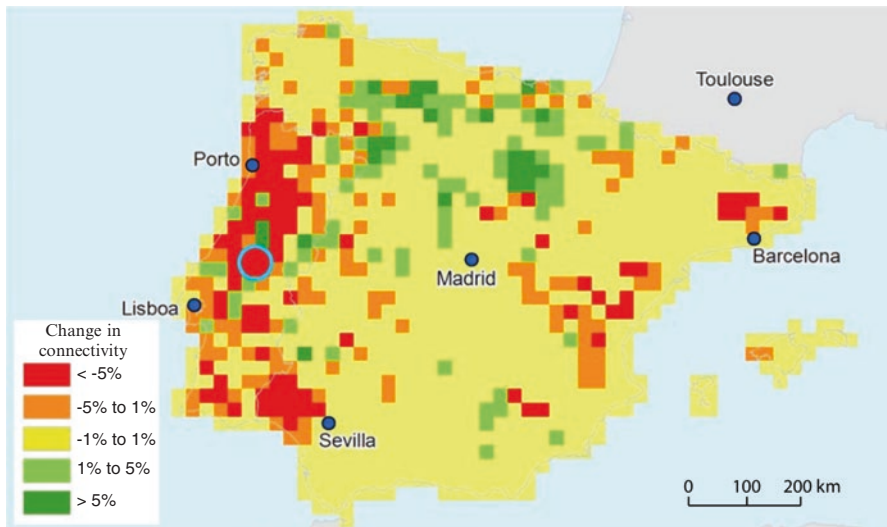 Toulouse
Porto
Madrid
Barcelona
Lisboa
Sevilla
Change in
connectivity
< -5%
-5% to 1%
-1% to 1%
1% to 5%
> 5%
0 100 200 km